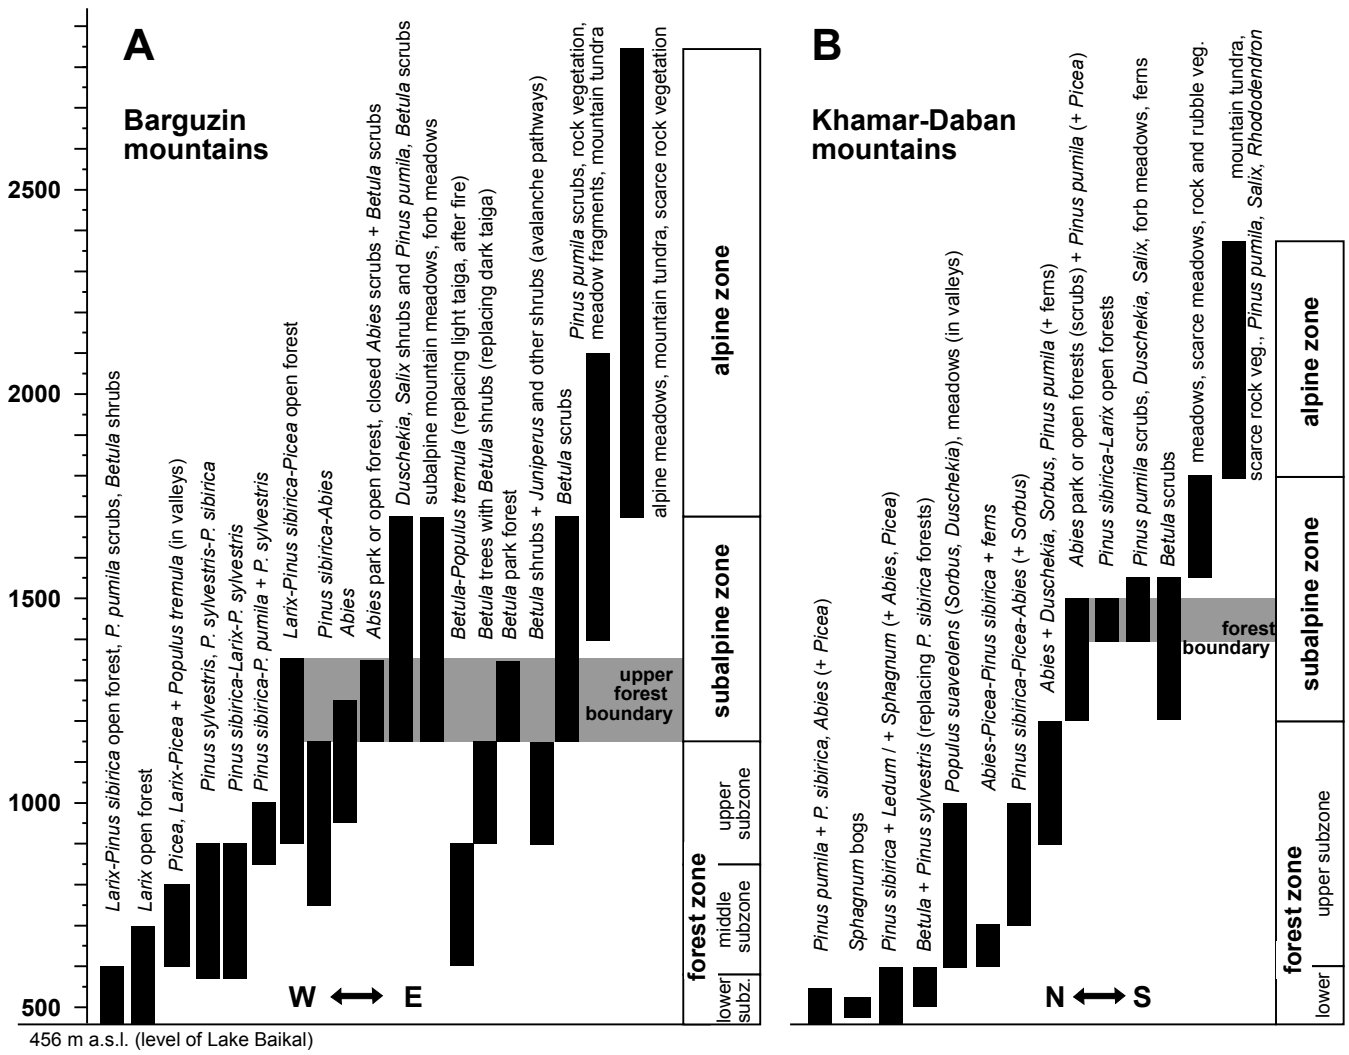 A
Barguzin
mountains
2500
2000
1500
1000
500
456 m a.s.l. (level of Lake Baikal)
Larix-Pinus sibirica open forest, P. pumila scrubs, Betula shrubs
Larix open forest
Picea, Larix-Picea + Populus tremula (in valleys)
Pinus sylvestris, P. sylvestris-P. sibirica
Pinus sibirica-Larix-P. sylvestris
Pinus sibirica-P. pumila + P. sylvestris
Larix-Pinus sibirica-Picea open forest
Pinus sibirica-Abies
Abies
Abies park or open forest, closed Abies scrubs + Betula scrubs
Duschekia, Salix shrubs and Pinus pumila, Betula scrubs
subalpine mountain meadows, forb meadows
Betula-Populus tremula (replacing light taiga, after fire)
Betula trees with Betula shrubs (replacing dark taiga)
Betula park forest
Betula shrubs + Juniperus and other shrubs (avalanche pathways)
Betula scrubs
Pinus pumila scrubs, rock vegetation,
meadow fragments, mountain tundra
alpine meadows, mountain tundra, scarce rock vegetation
upper
forest
boundary
W
E
alpine zone
subalpine zone
forest zone
upper
subzone
middle
subzone
lower
subz.
B
Khamar-Daban
mountains
Pinus pumila + P. sibirica, Abies (+ Picea)
Sphagnum bogs
Pinus sibirica + Ledum / + Sphagnum (+ Abies, Picea)
Betula + Pinus sylvestris (replacing P. sibirica forests)
Populus suaveolens (Sorbus, Duschekia), meadows (in valleys)
Abies-Picea-Pinus sibirica + ferns
Pinus sibirica-Picea-Abies (+ Sorbus)
Abies + Duschekia, Sorbus, Pinus pumila (+ ferns)
Abies park or open forests (scrubs) + Pinus pumila (+ Picea)
Pinus sibirica-Larix open forests
Pinus pumila scrubs, Duschekia, Salix, forb meadows, ferns
Betula scrubs
meadows, scarce meadows, rock and rubble veg.
mountain tundra,
scarce rock veg., Pinus pumila, Salix, Rhododendron
forest
boundary
N
S
alpine zone
subalpine zone
forest zone
upper subzone
lower